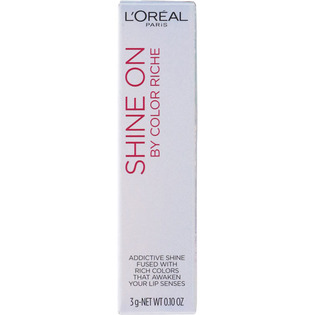 L'ORÉAL
PARIS
SHINE ON
BY COLOR RICHE
ADDICTIVE SHINE
FUSED WITH
RICH COLORS
THAT AWAKEN
YOUR LIP SENSES
3 g-NET WT 0.10 OZ